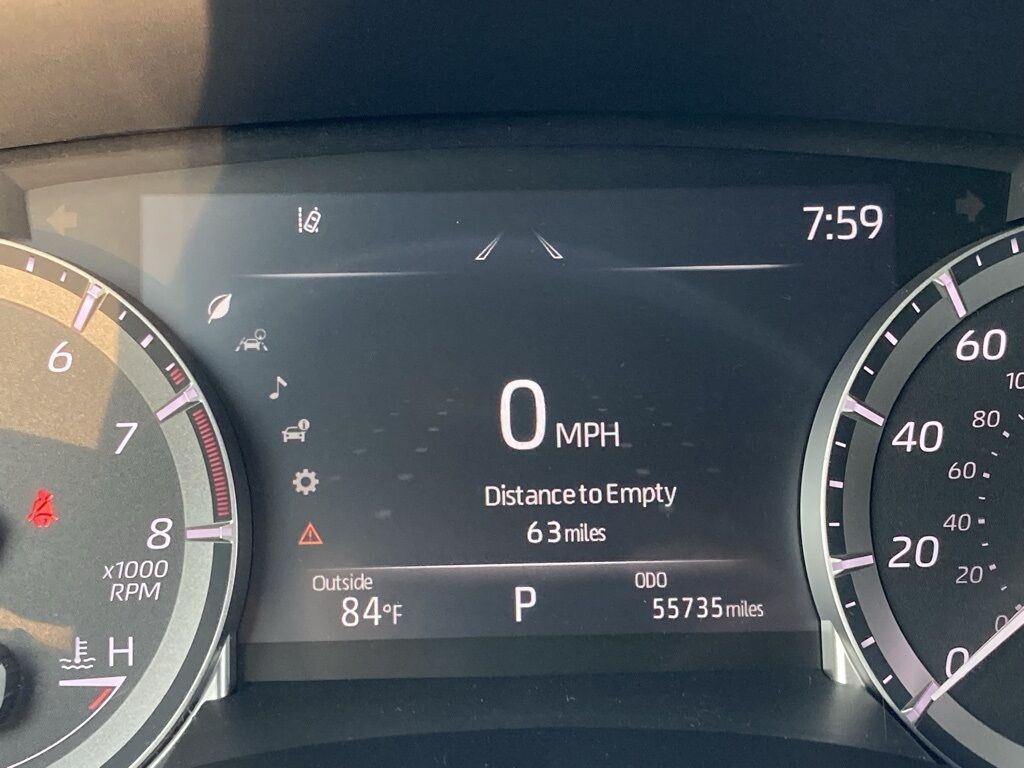 7:59
6
7
8
x1000
RPM
H
0 MPH
Distance to Empty
63 miles
Outside
84°F
P
ODO
55735 miles
60
40
20
0
80
60
40
20
0